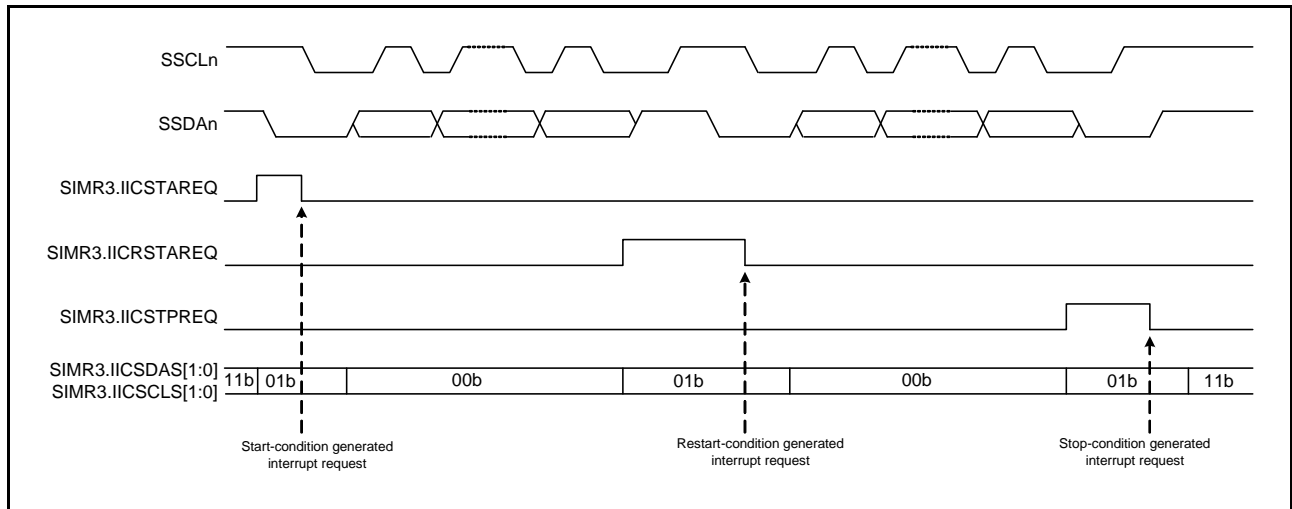 SSCLn
SSDAn
SIMR3.IICSTAREQ
SIMR3.IICRSTAREQ
SIMR3.IICSTPREQ
SIMR3.IICSDAS[1:0]
SIMR3.IICSCLS[1:0]
11b 01b 00b 01b 00b 01b 11b
Start-condition generated
interrupt request
Restart-condition generated
interrupt request
Stop-condition generated
interrupt request